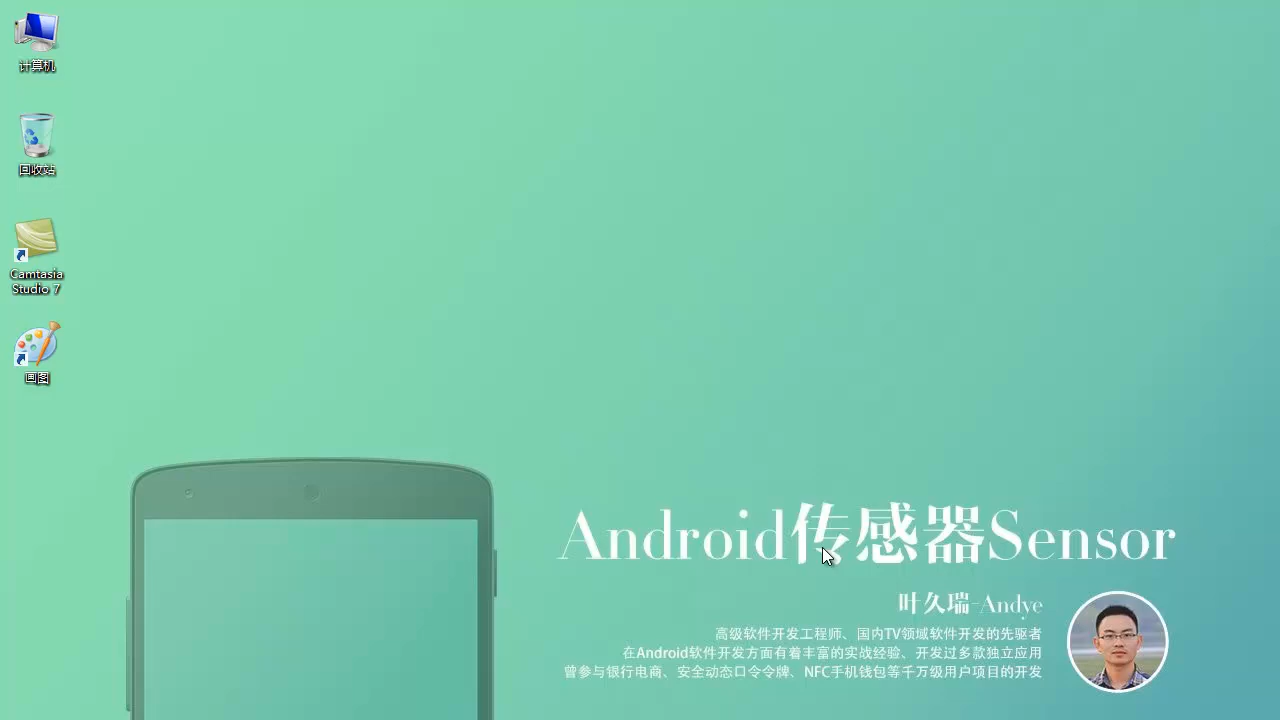 计算机
回收站
Camtasia
Studio 7
画图
Android传感器Sensor
叶久瑞-Andye
高级软件开发工程师、国内TV领域软件开发的先驱者
在Android软件开发方面有着丰富的实战经验、开发过多款独立应用
曾参与银行电商、安全动态口令令牌、NFC手机钱包等千万级用户项目的开发